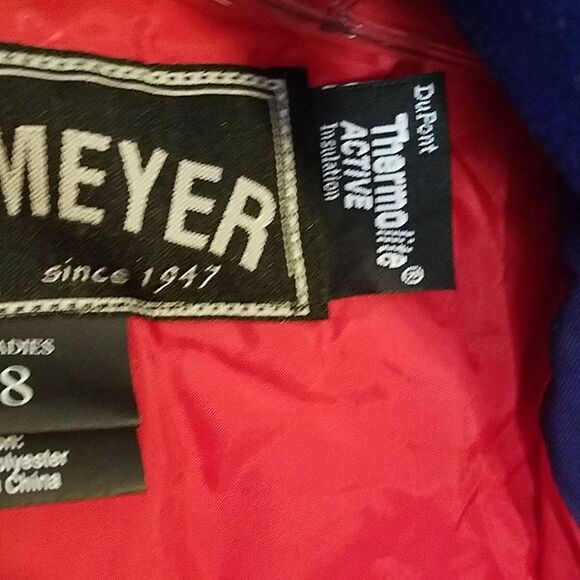 MEYER
since 1947
DuPont
Thermolite®
ACTIVE
Insulation
8
China